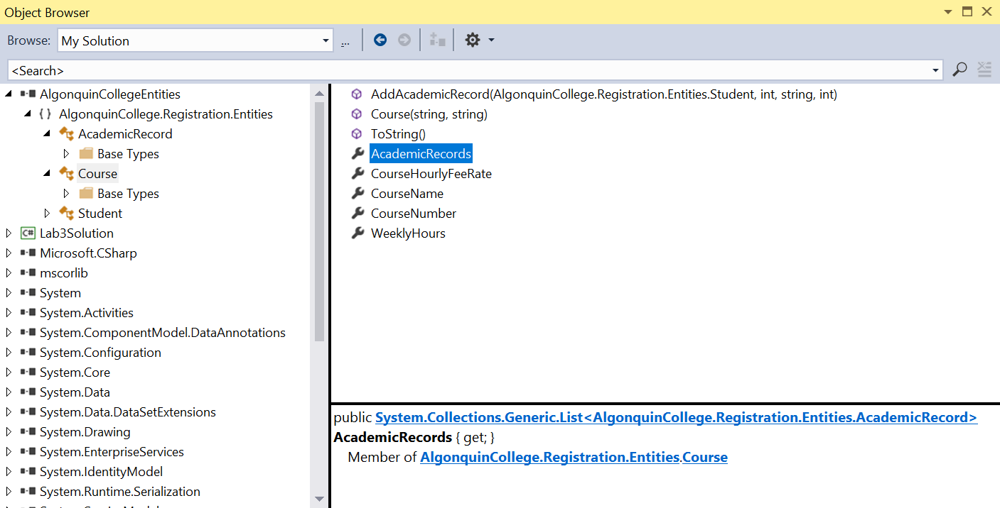 Object Browser
Browse: My Solution ...
<Search>
AlgonquinCollegeEntities
{ } AlgonquinCollege.Registration.Entities
AcademicRecord
Base Types
Course
Base Types
Student
C# Lab3Solution
Microsoft.CSharp
mscorlib
System
System.Activities
System.ComponentModel.DataAnnotations
System.Configuration
System.Core
System.Data
System.Data.DataSetExtensions
System.Drawing
System.EnterpriseServices
System.IdentityModel
System.Runtime.Serialization
AddAcademicRecord(AlgonquinCollege.Registration.Entities.Student, int, string, int)
Course(string, string)
ToString()
AcademicRecords
CourseHourlyFeeRate
CourseName
CourseNumber
WeeklyHours
public System.Collections.Generic.List<AlgonquinCollege.Registration.Entities.AcademicRecord>
AcademicRecords { get; }
Member of AlgonquinCollege.Registration.Entities.Course